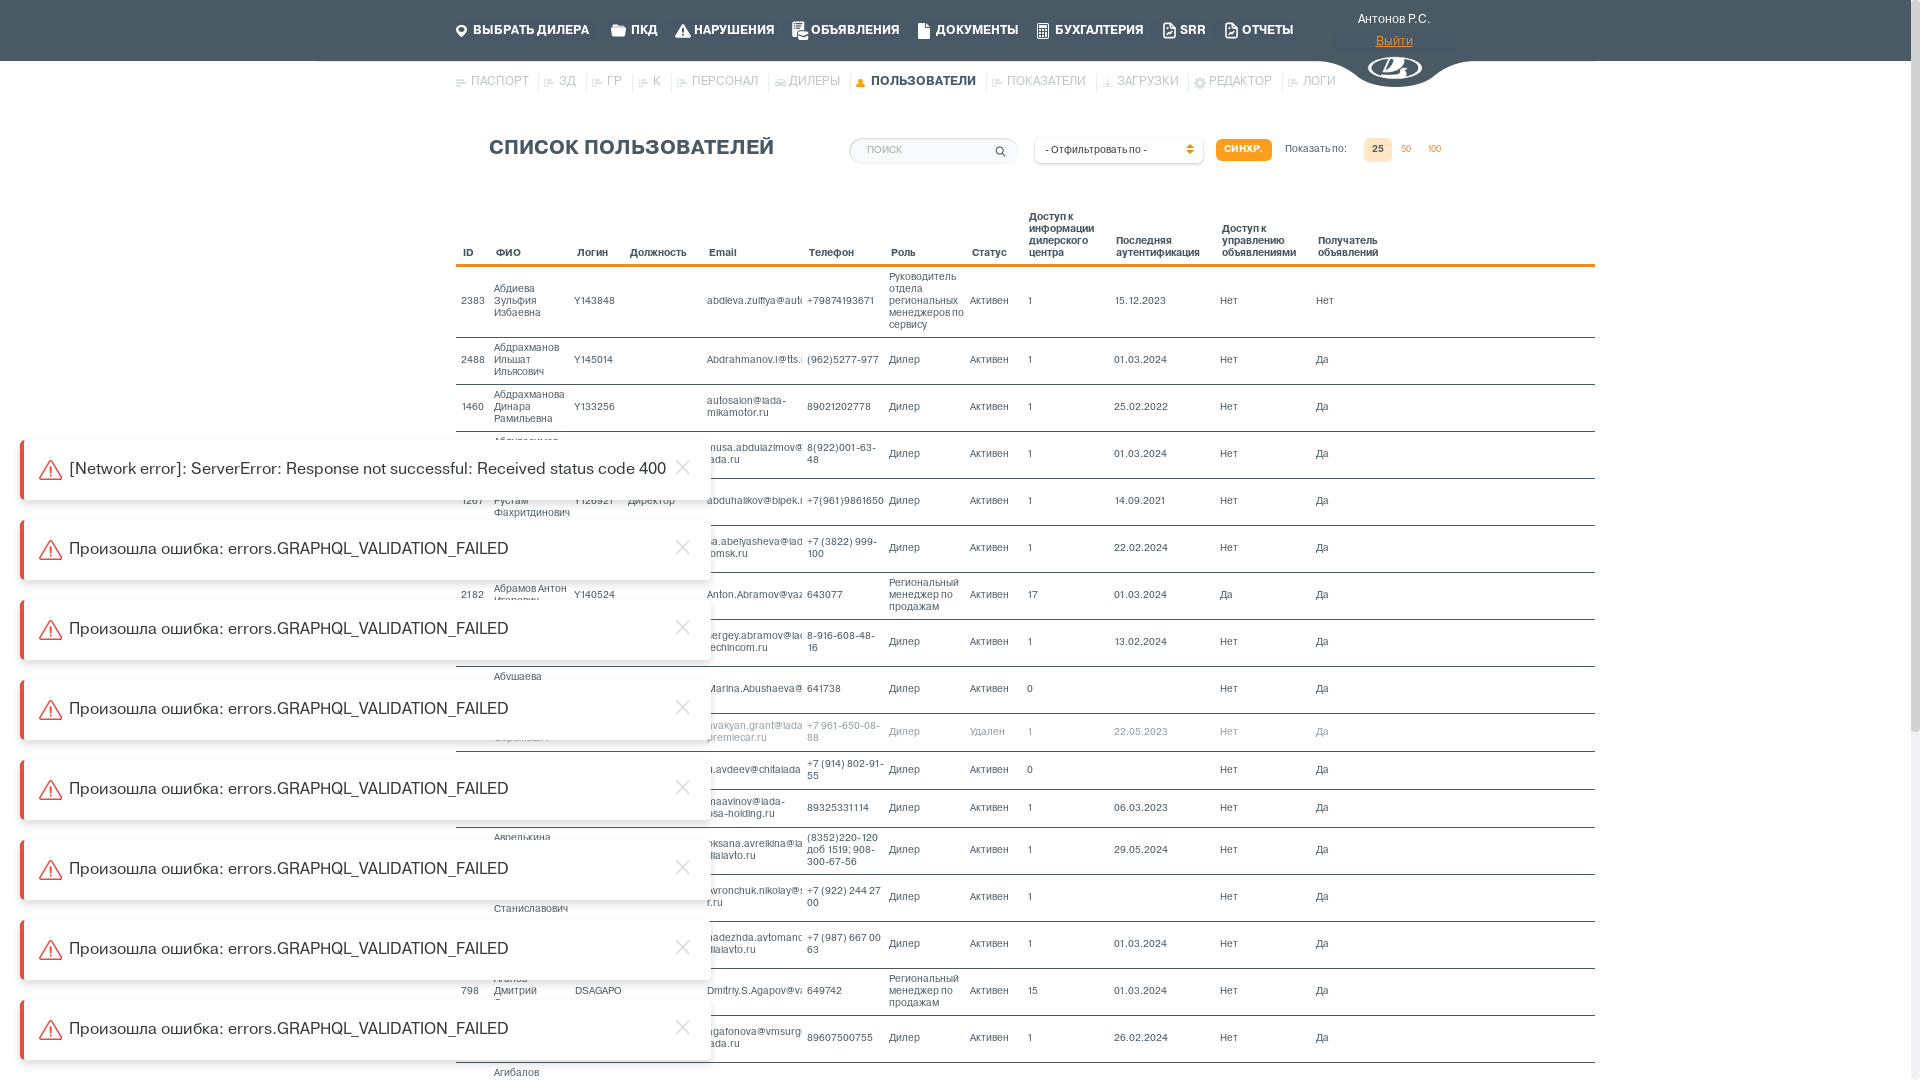 ВЫБРАТЬ ДИЛЕРА ПКД НАРУШЕНИЯ ОБЪЯВЛЕНИЯ ДОКУМЕНТЫ БУХГАЛТЕРИЯ SRR ОТЧЕТЫ Антонов Р.С.
Выйти
ПАСПОРТ ЗД ГР К ПЕРСОНАЛ ДИЛЕРЫ ПОЛЬЗОВАТЕЛИ ПОКАЗАТЕЛИ ЗАГРУЗКИ РЕДАКТОР ЛОГИ
СПИСОК ПОЛЬЗОВАТЕЛЕЙ ПОИСК - Отфильтровать по - СИНХР. Показать по: 25 50 100
ID ФИО Логин Должность Email Телефон Роль Статус Доступ к информации дилерского центра Последняя аутентификация Доступ к управлению объявлениями Получатель объявлений
2383 Абдиева Зульфия Избаевна Y143848 abdieva.zulfiya@auto +79874193671 Руководитель отдела региональных менеджеров по сервису Активен 1 15.12.2023 Нет Нет
2488 Абдрахманов Ильшат Ильясович Y145014 Abdrahmanov.I@tts. (962)5277-977 Дилер Активен 1 01.03.2024 Нет Да
1460 Абдрахманова Динара Рамильевна Y133256 autosalon@lada-mikamotor.ru 89021202778 Дилер Активен 1 25.02.2022 Нет Да
musa.abdulazimov@ lada.ru 8(922)001-63-48 Дилер Активен 1 01.03.2024 Нет Да
[Network error]: ServerError: Response not successful: Received status code 400
1267 Рустам Фахритдинович Y126921 Директор abduhalikov@bipek.r +7(961)9861650 Дилер Активен 1 14.09.2021 Нет Да
sa.abelyasheva@lad tomsk.ru +7 (3822) 999-100 Дилер Активен 1 22.02.2024 Нет Да
Произошла ошибка: errors.GRAPHQL_VALIDATION_FAILED
2182 Абрамов Антон Игоревич Y140524 Anton.Abramov@vaz 643077 Региональный менеджер по продажам Активен 17 01.03.2024 Да Да
Произошла ошибка: errors.GRAPHQL_VALIDATION_FAILED
sergey.abramov@lad techincom.ru 8-916-608-48-16 Дилер Активен 1 13.02.2024 Нет Да
Абушаева Marina.Abushaeva@ 641738 Дилер Активен 0 Нет Да
Произошла ошибка: errors.GRAPHQL_VALIDATION_FAILED
avakyan.grant@lada premiecar.ru +7 961-650-08-88 Дилер Удален 1 22.05.2023 Нет Да
.avdeev@chitalada +7 (914) 802-91-55 Дилер Активен 0 Нет Да
Произошла ошибка: errors.GRAPHQL_VALIDATION_FAILED
maavinov@lada-osa-holding.ru 89325331114 Дилер Активен 1 06.03.2023 Нет Да
Аврелькина oksana.avrelkina@la dialavto.ru (8352)220-120 доб 1519; 908-300-67-56 Дилер Активен 1 29.05.2024 Нет Да
Произошла ошибка: errors.GRAPHQL_VALIDATION_FAILED
Станиславович avronchuk.nikolay@s r.ru +7 (922) 244 27 00 Дилер Активен 1 Нет Да
nadezhda.avtomano dialavto.ru +7 (987) 667 00 63 Дилер Активен 1 01.03.2024 Нет Да
Произошла ошибка: errors.GRAPHQL_VALIDATION_FAILED
798 Агапов Дмитрий DSAGAPO Dmitriy.S.Agapov@va 649742 Региональный менеджер по продажам Активен 15 01.03.2024 Нет Да
Произошла ошибка: errors.GRAPHQL_VALIDATION_FAILED
agafonova@vmsurgu lada.ru 89607500755 Дилер Активен 1 26.02.2024 Нет Да
Агибалов